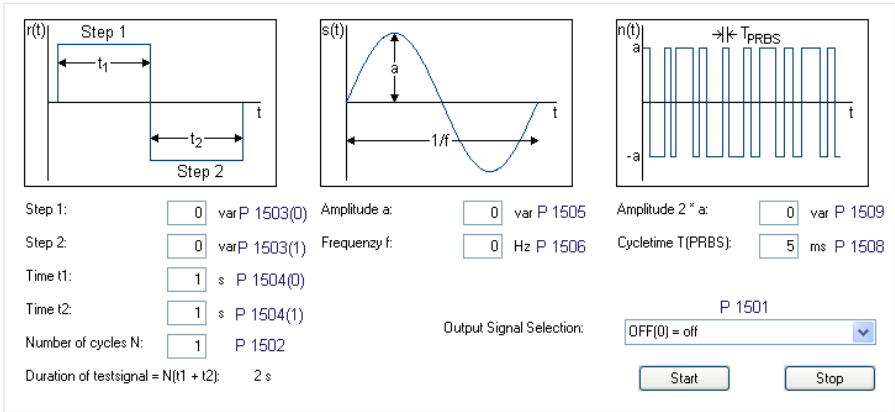 r(t)
Step 1
t1
t
t2
Step 2
s(t)
a
t
1/f
n(t)
TPRBS
a
t
-a
Step 1: 0 var P 1503(0)
Step 2: 0 var P 1503(1)
Time t1: 1 s P 1504(0)
Time t2: 1 s P 1504(1)
Number of cycles N: 1 P 1502
Duration of testsignal = N(t1 + t2): 2 s
Amplitude a: 0 var P 1505
Frequenzy f: 0 Hz P 1506
Amplitude 2 * a: 0 var P 1509
Cycletime T(PRBS): 5 ms P 1508
P 1501
Output Signal Selection: OFF(0) = off
Start Stop